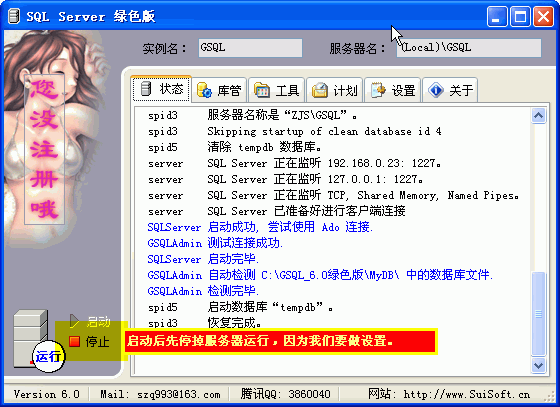 SQL Server 绿色版
实例名： GSQL 服务器名： (Local)\GSQL
状态 库管 工具 计划 设置 关于
您没注册哦
spid3 服务器名称是“ZJS\GSQL”。
spid3 Skipping startup of clean database id 4
spid5 清除 tempdb 数据库。
server SQL Server 正在监听 192.168.0.23: 1227。
server SQL Server 正在监听 127.0.0.1: 1227。
server SQL Server 正在监听 TCP, Shared Memory, Named Pipes。
server SQL Server 已准备好进行客户端连接
SQLServer 启动成功, 尝试使用 Ado 连接.
GSQLAdmin 测试连接成功.
SQLServer 启动完毕.
GSQLAdmin 自动检测 C:\GSQL_6.0绿色版\MyDB\ 中的数据库文件.
GSQLAdmin 检测完毕.
spid5 启动数据库“tempdb”。
spid3 恢复完成。
启动
停止
运行
启动后先停掉服务器运行，因为我们要做设置。
Version 6.0 Mail: szq993@163.com 腾讯QQ: 3860040 网站: http://www.SuiSoft.cn